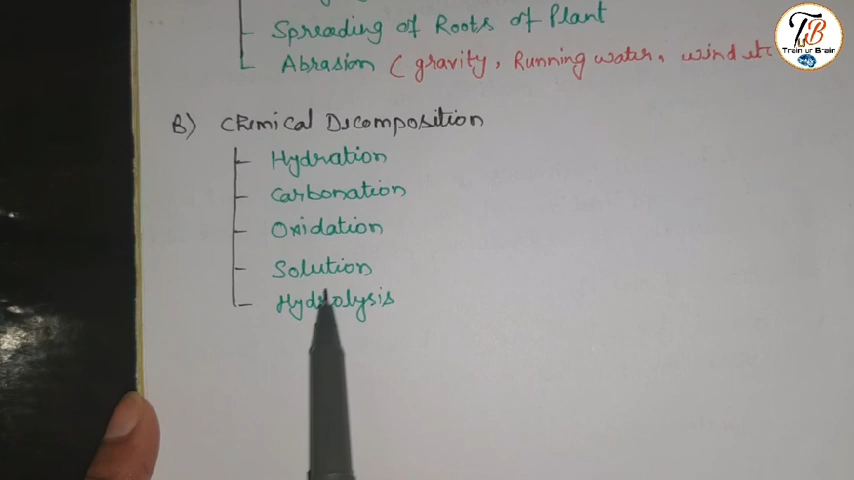 Spreading of Roots of Plant
Abrasion (gravity, Running water, wind etc
TUB
Train ur Brain
B) Chemical Decomposition
Hydration
Carbonation
Oxidation
Solution
Hydrolysis